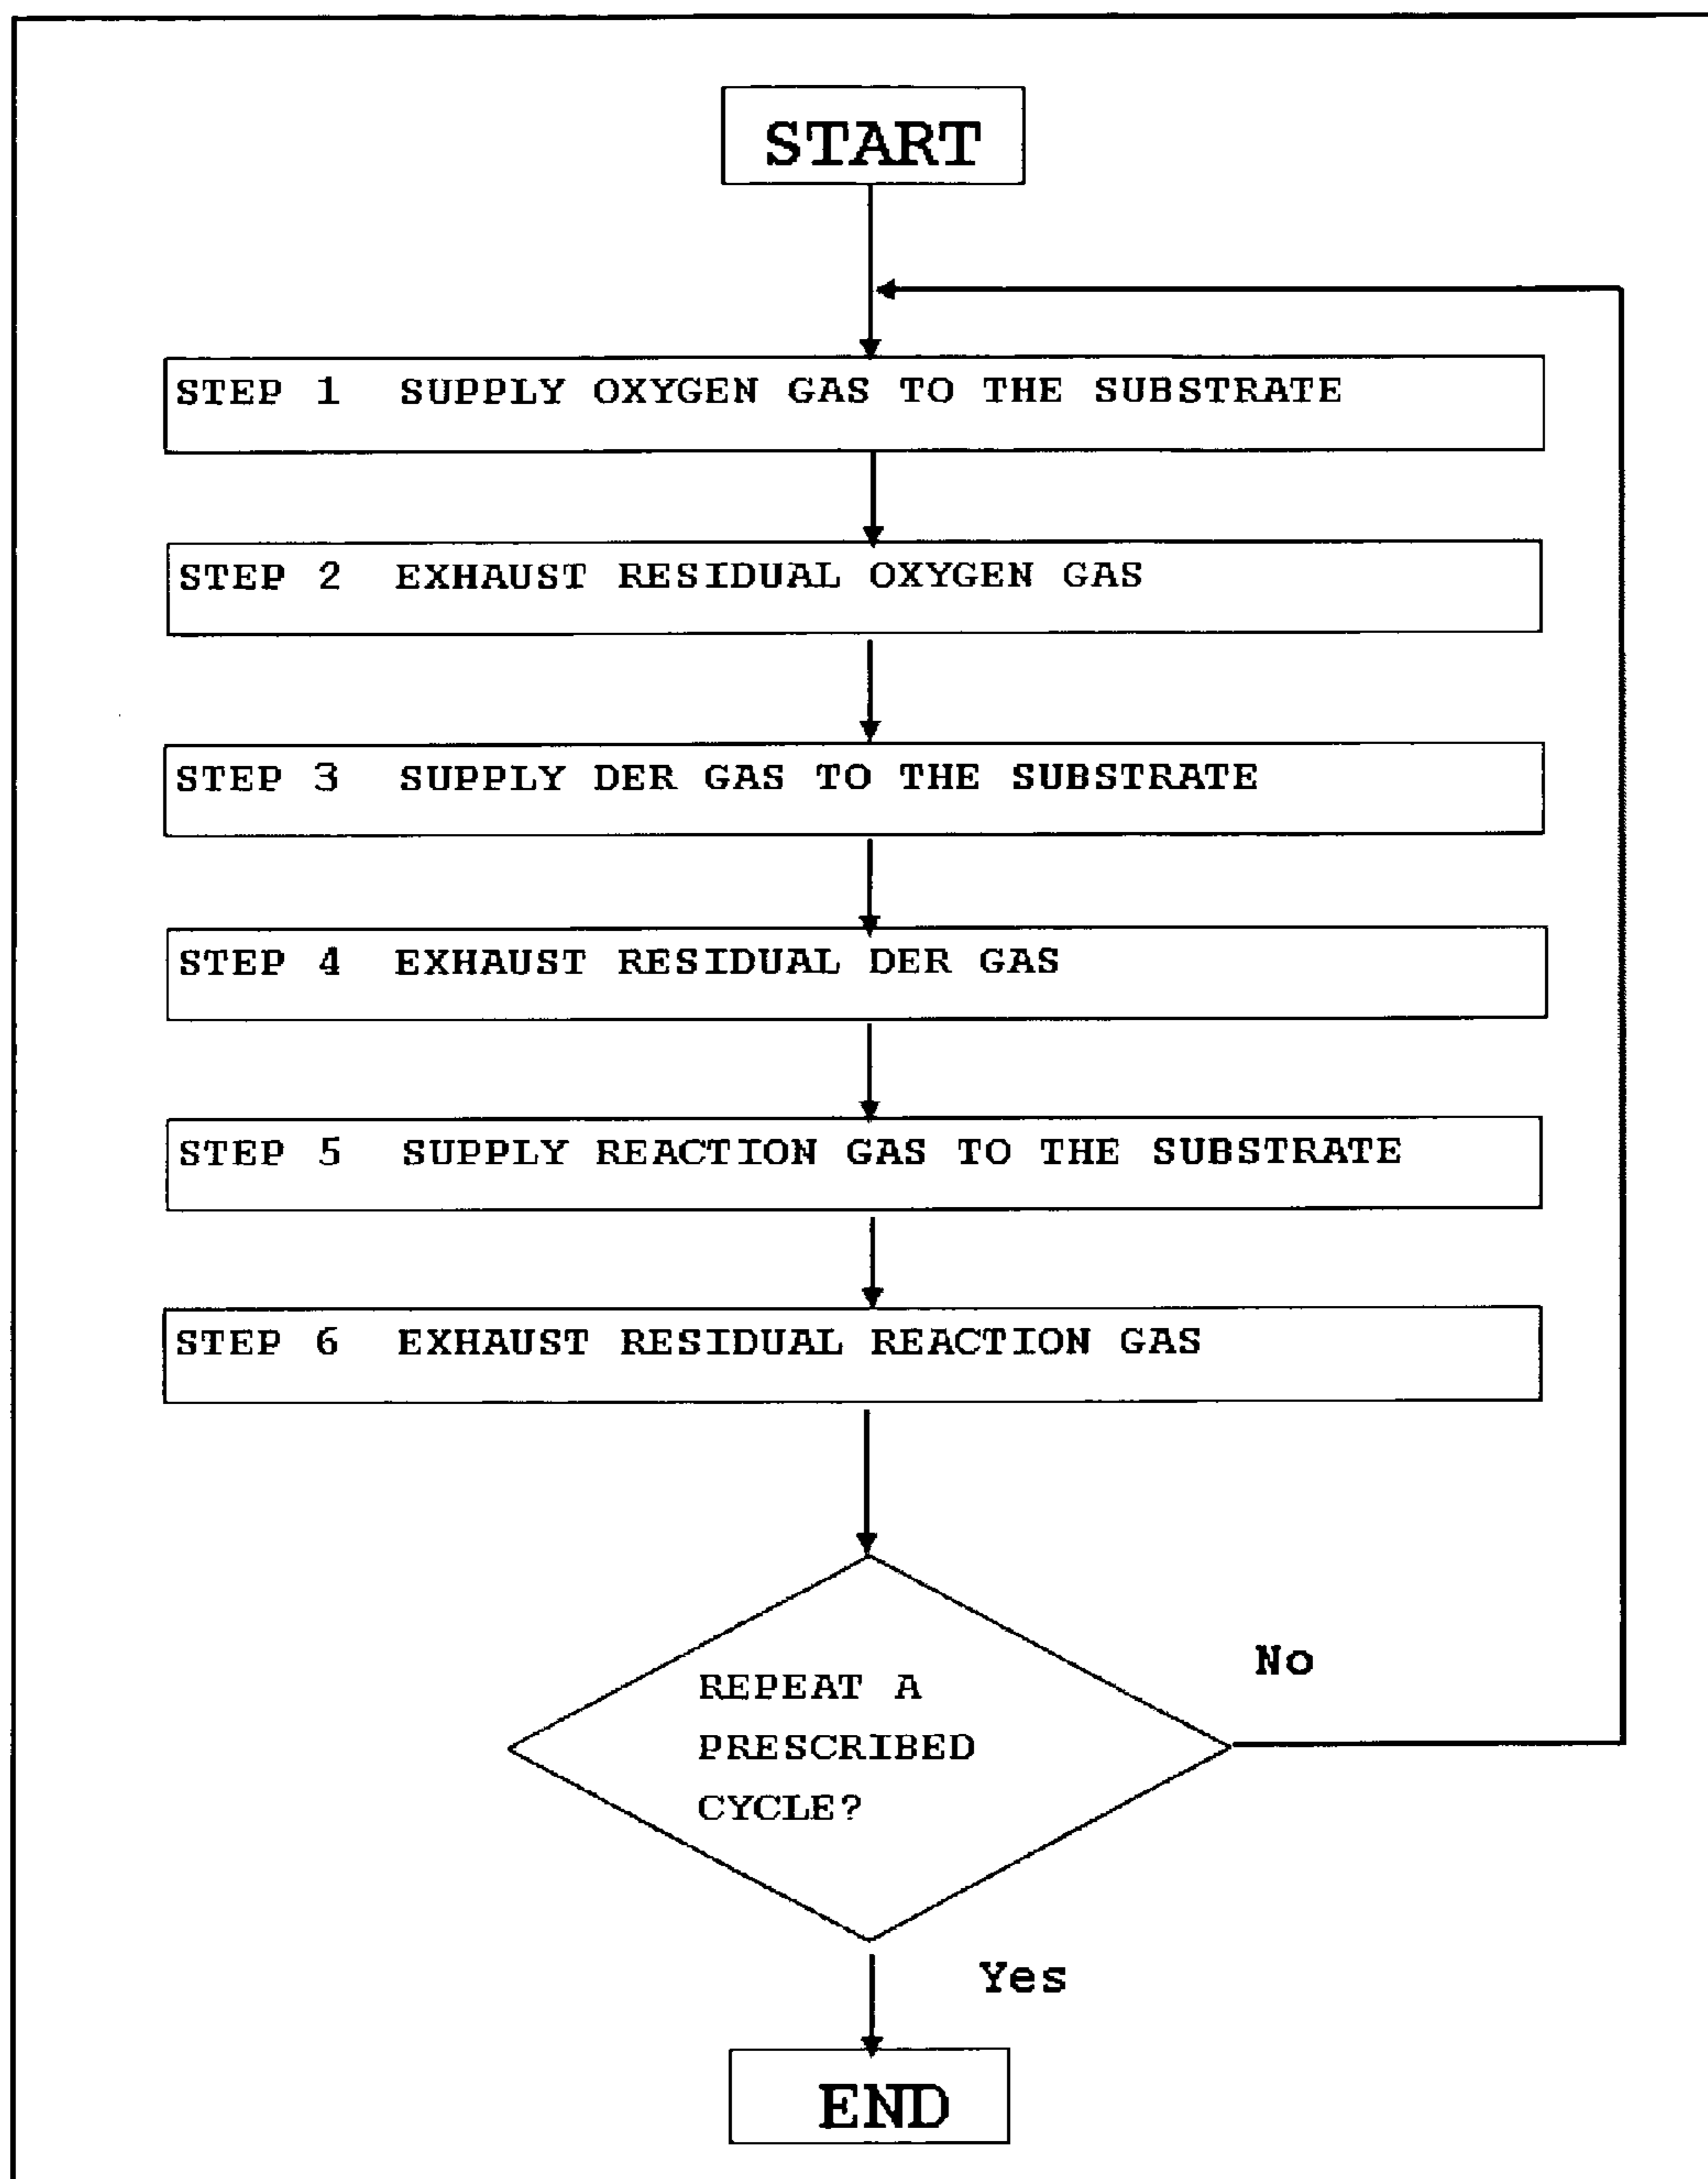 START
STEP 1 SUPPLY OXYGEN GAS TO THE SUBSTRATE
STEP 2 EXHAUST RESIDUAL OXYGEN GAS
STEP 3 SUPPLY DER GAS TO THE SUBSTRATE
STEP 4 EXHAUST RESIDUAL DER GAS
STEP 5 SUPPLY REACTION GAS TO THE SUBSTRATE
STEP 6 EXHAUST RESIDUAL REACTION GAS
No
REPEAT A
PRESCRIBED
CYCLE?
Yes
END